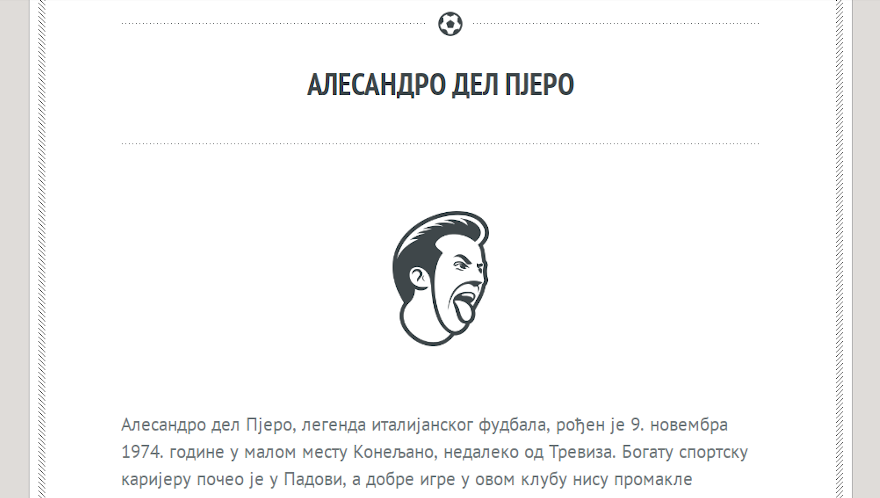 АЛЕСАНДРО ДЕЛ ПЈЕРО
Алесандро дел Пјеро, легенда италијанског фудбала, рођен је 9. новембра
1974. године у малом месту Конељано, недалеко од Тревиза. Богату спортску
каријеру почео је у Падови, а добре игре у овом клубу нису промакле